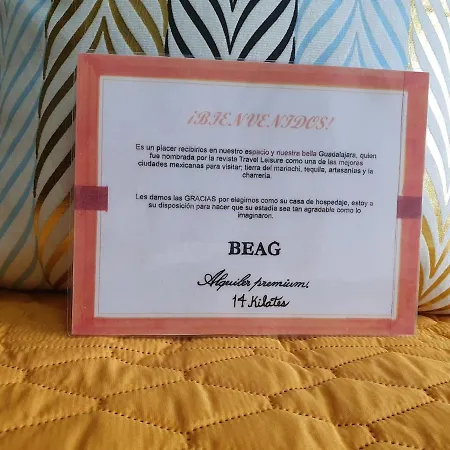 ¡BIENVENIDOS!
Es un placer recibirlos en nuestro espacio y nuestra bella Guadalajara, quien
fue nombrada por la revista Travel Leisure como una de las mejores
ciudades mexicanas para visitar; tierra del mariachi, tequila, artesanías y la
charrería.
Les damos las GRACIAS por elegirnos como su casa de hospedaje, estoy a
su disposición para hacer que su estadía sea tan agradable como lo
imaginaron.
BEAG
Alquiler premium.
14 Kilates